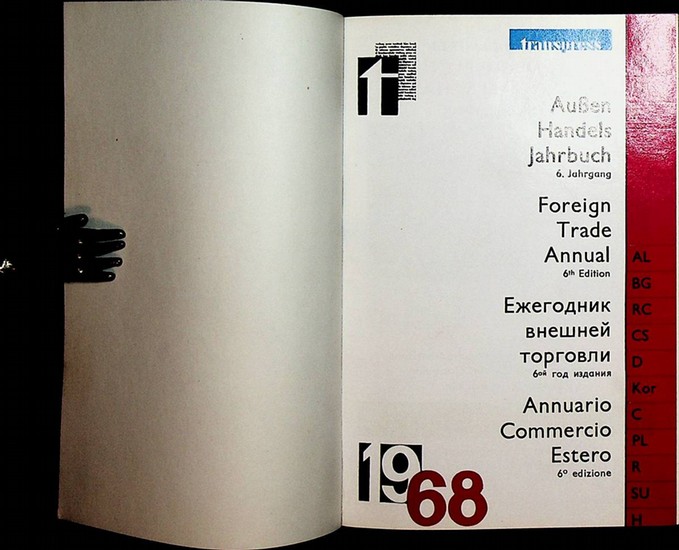 transpress
Außen
Handels
Jahrbuch
6. Jahrgang
Foreign
Trade
Annual
6th Edition
Ежегодник
внешней
торговли
6ой год издания
Annuario
Commercio
Estero
6º edizione
1968
AL
BG
RC
CS
D
Kor
C
PL
R
SU
H